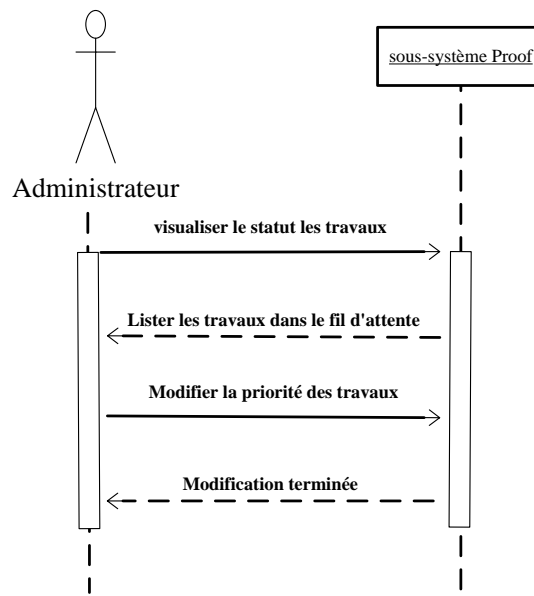 sous-système Proof
Administrateur
visualiser le statut les travaux
Lister les travaux dans le fil d'attente
Modifier la priorité des travaux
Modification terminée